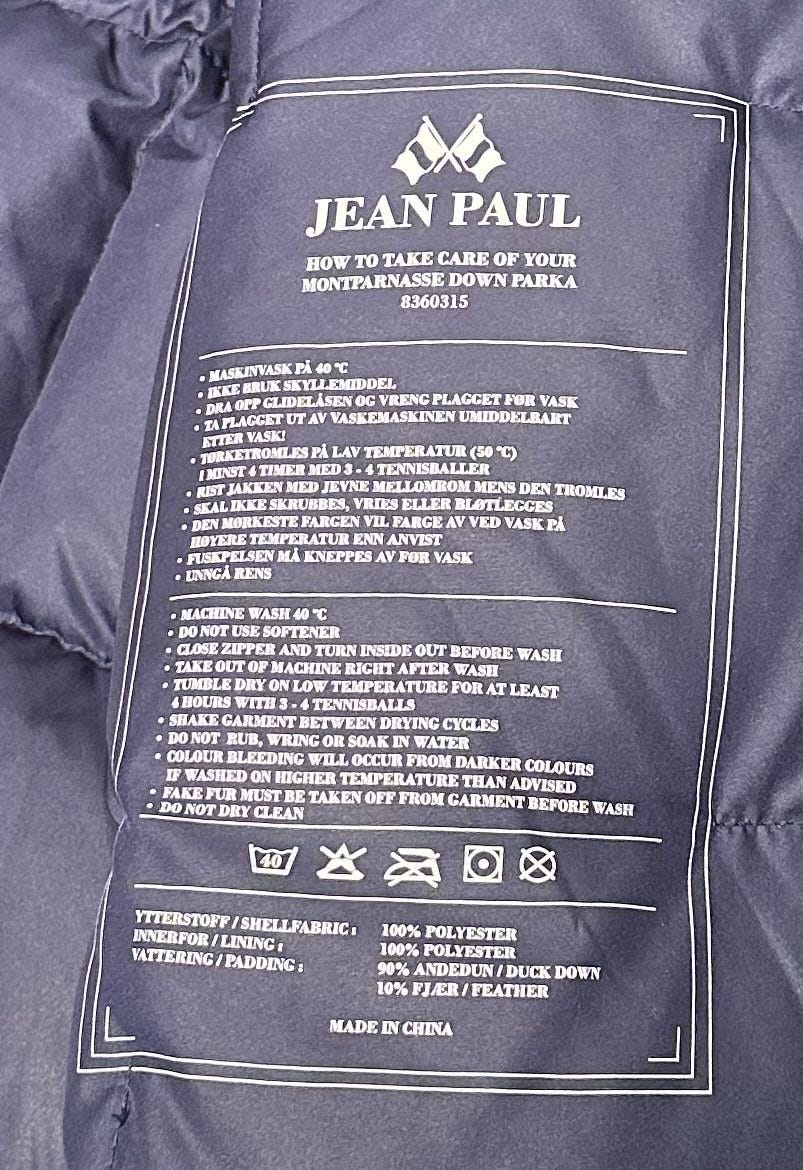 JEAN PAUL
HOW TO TAKE CARE OF YOUR
MONTPARNASSE DOWN PARKA
8360315
• MASKINVASK PÅ 40 °C
• IKKE BRUK SKYLLEMIDDEL
• DRA OPP GLIDELÅSEN OG VRENG PLAGGET FØR VASK
• TA PLAGGET UT AV VASKEMASKINEN UMIDDELBART
ETTER VASK!
• TØRKETROMLES PÅ LAV TEMPERATUR (50 °C)
I MINST 4 TIMER MED 3 - 4 TENNISBALLER
• RIST JAKKEN MED JEVNE MELLOMROM MENS DEN TROMLES
• SKAL IKKE SKRUBBES, VRIES ELLER BLØTLEGGES
• DEN MØRKESTE FARGEN VIL FARGE AV VED VASK PÅ
HØYERE TEMPERATUR ENN ANVIST
• FUSKPELSEN MÅ KNEPPES AV FØR VASK
• UNNGÅ RENS
• MACHINE WASH 40 °C
• DO NOT USE SOFTENER
• CLOSE ZIPPER AND TURN INSIDE OUT BEFORE WASH
• TAKE OUT OF MACHINE RIGHT AFTER WASH
• TUMBLE DRY ON LOW TEMPERATURE FOR AT LEAST
4 HOURS WITH 3 - 4 TENNISBALLS
• SHAKE GARMENT BETWEEN DRYING CYCLES
• DO NOT RUB, WRING OR SOAK IN WATER
• COLOUR BLEEDING WILL OCCUR FROM DARKER COLOURS
IF WASHED ON HIGHER TEMPERATURE THAN ADVISED
• FAKE FUR MUST BE TAKEN OFF FROM GARMENT BEFORE WASH
• DO NOT DRY CLEAN
40
YTTERSTOFF / SHELLFABRIC : 100% POLYESTER
INNERFOR / LINING : 100% POLYESTER
VATTERING / PADDING : 90% ANDEDUN / DUCK DOWN
10% FJÆR / FEATHER
MADE IN CHINA